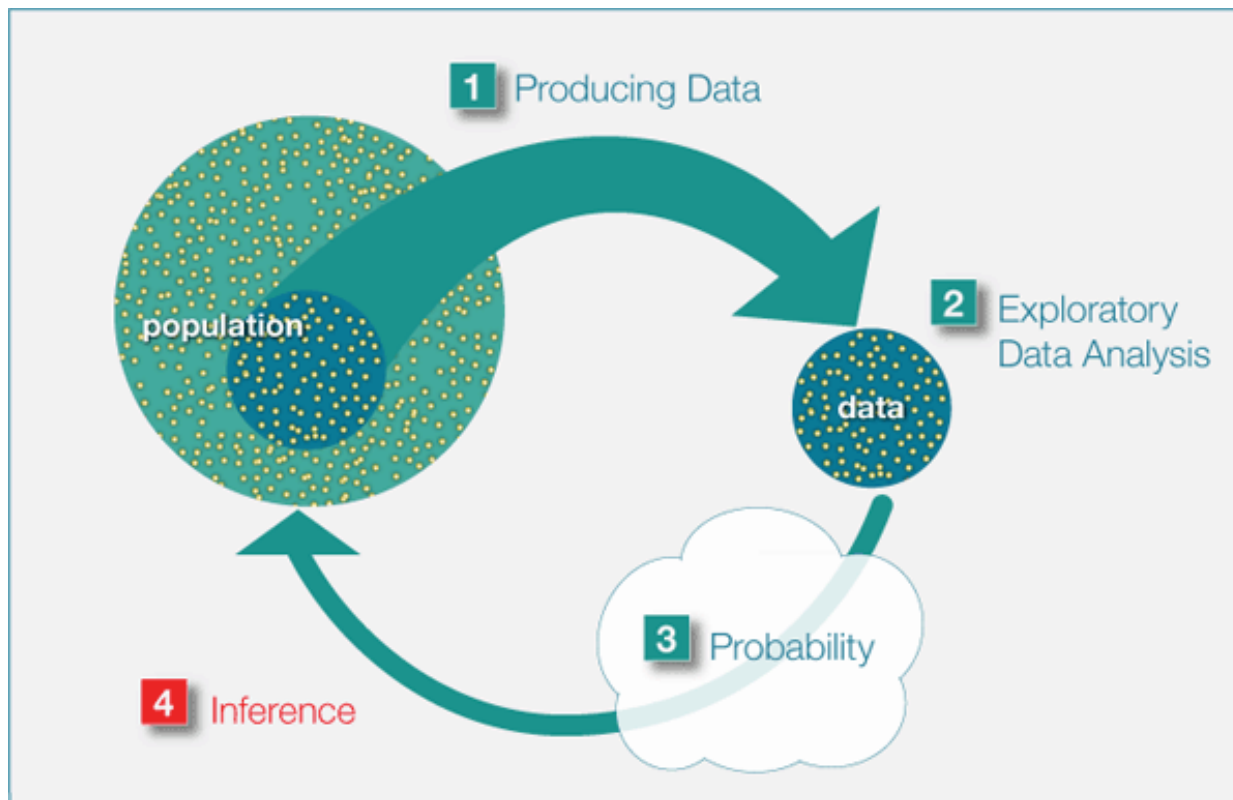 1 Producing Data
population
2 Exploratory
Data Analysis
data
3 Probability
4 Inference